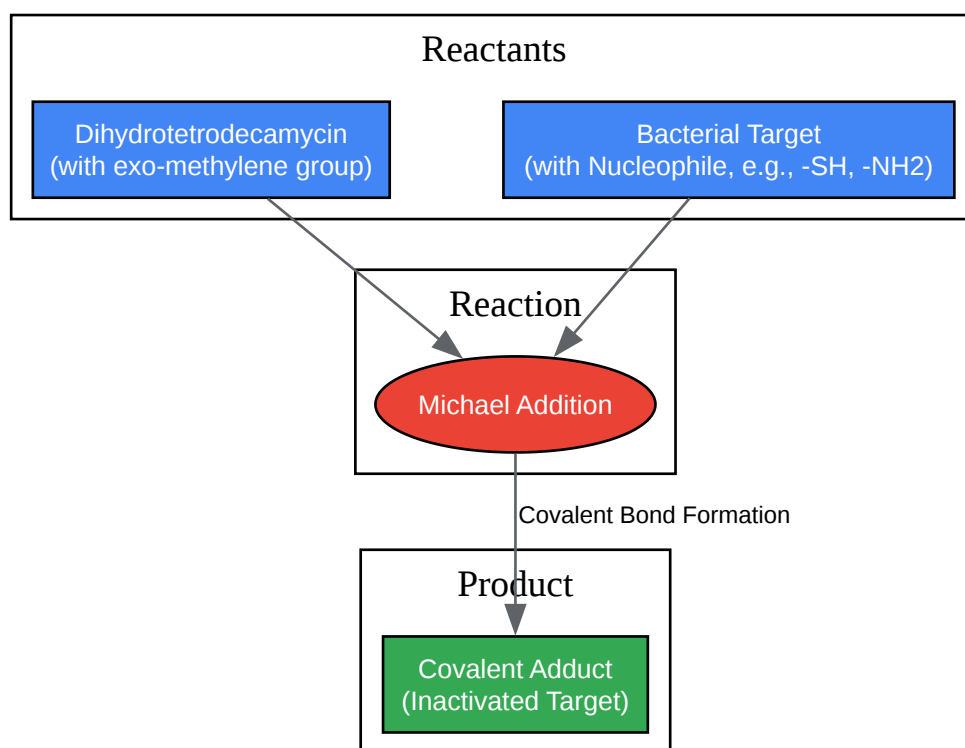 Reactants
Dihydrotetrodecamycin
(with exo-methylene group)
Bacterial Target
(with Nucleophile, e.g., -SH, -NH2)
Reaction
Michael Addition
Covalent Bond Formation
Product
Covalent Adduct
(Inactivated Target)